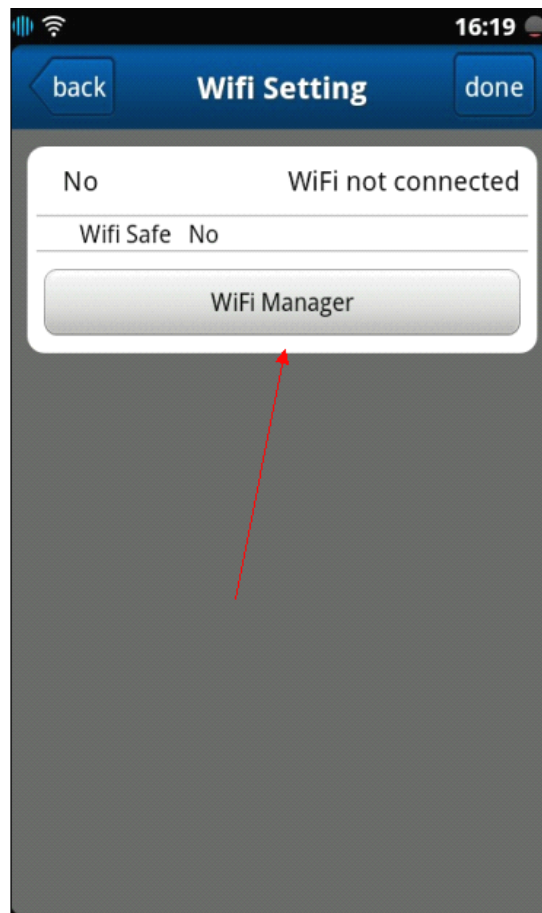 16:19
back Wifi Setting done
No WiFi not connected
Wifi Safe No
WiFi Manager